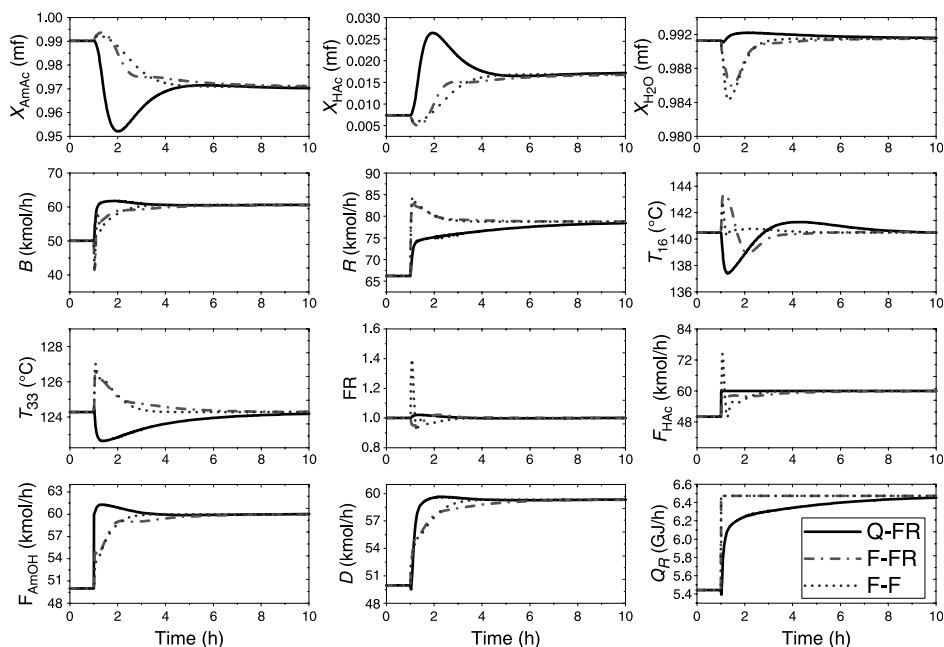 X_AmAc (mf)
0.99
0.98
0.97
0.96
0.95
0 2 4 6 8 10
X_HAc (mf)
0.030
0.025
0.020
0.015
0.010
0.005
0 2 4 6 8 10
X_H2O (mf)
0.992
0.988
0.984
0.980
0 2 4 6 8 10
B (kmol/h)
70
60
50
40
0 2 4 6 8 10
R (kmol/h)
90
85
80
75
70
65
0 2 4 6 8 10
T_16 (°C)
144
142
140
138
136
0 2 4 6 8 10
T_33 (°C)
128
126
124
0 2 4 6 8 10
FR
1.6
1.4
1.2
1.0
0.8
0 2 4 6 8 10
F_HAc (kmol/h)
84
72
60
48
0 2 4 6 8 10
F_AmOH (kmol/h)
63
60
57
54
51
48
0 2 4 6 8 10
Time (h)
D (kmol/h)
60
57
54
51
48
0 2 4 6 8 10
Time (h)
Q_R (GJ/h)
6.6
6.4
6.2
6.0
5.8
5.6
5.4
0 2 4 6 8 10
Time (h)
Q-FR
F-FR
F-F